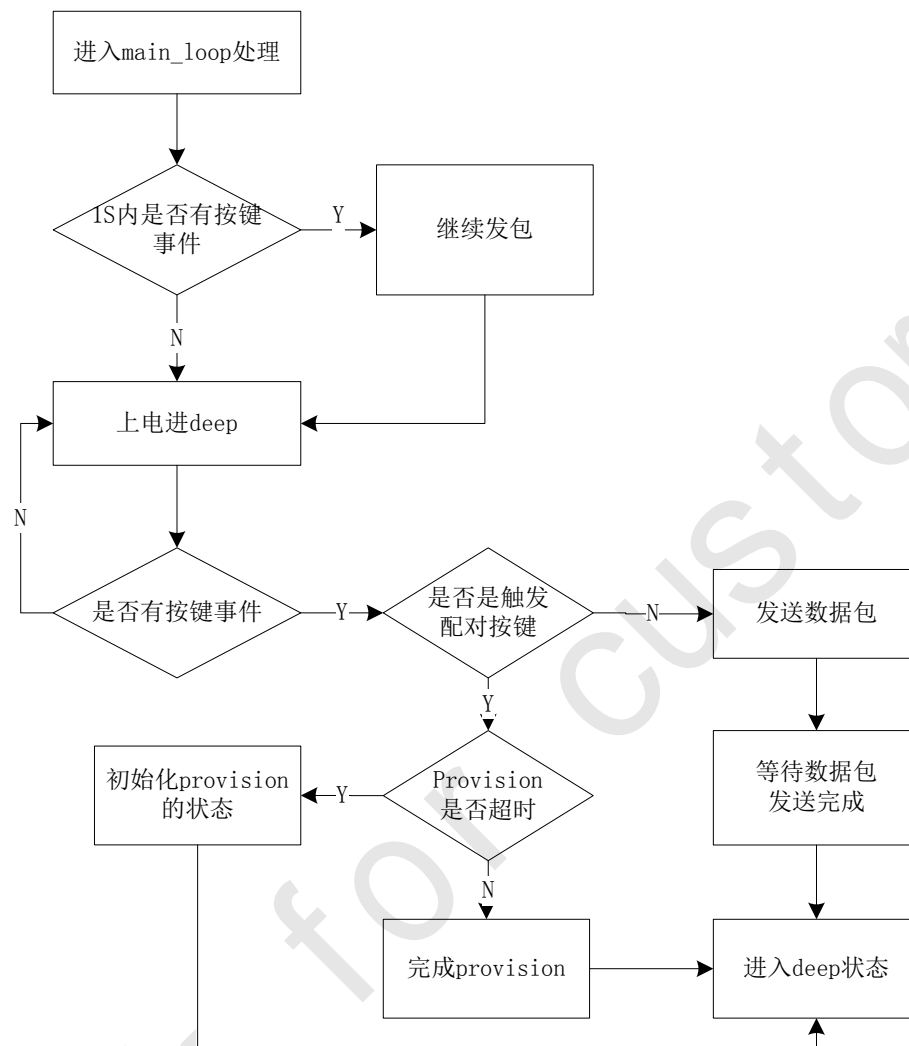 进入main_loop处理
1S内是否有按键
事件
Y
继续发包
N
上电进deep
N
是否有按键事件
Y
是否是触发
配对按键
N
发送数据包
Y
初始化provision
的状态
Y
Provision
是否超时
等待数据包
发送完成
N
完成provision
进入deep状态
for custom